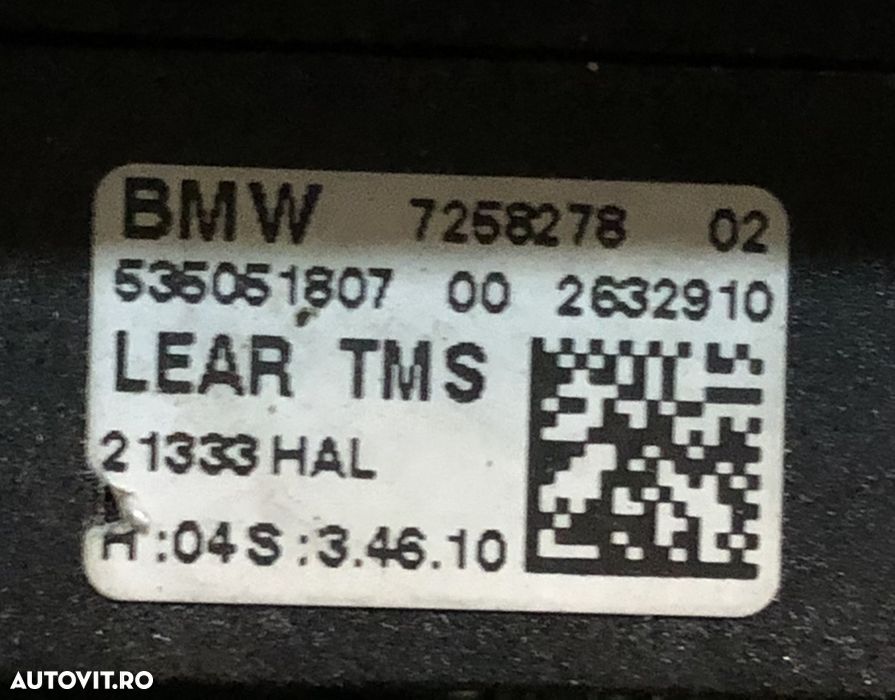 BMW 7258278 02
535051807 00 2632910
LEAR TMS
21333 HAL
H:04 S:3.46.10
AUTOVIT.RO